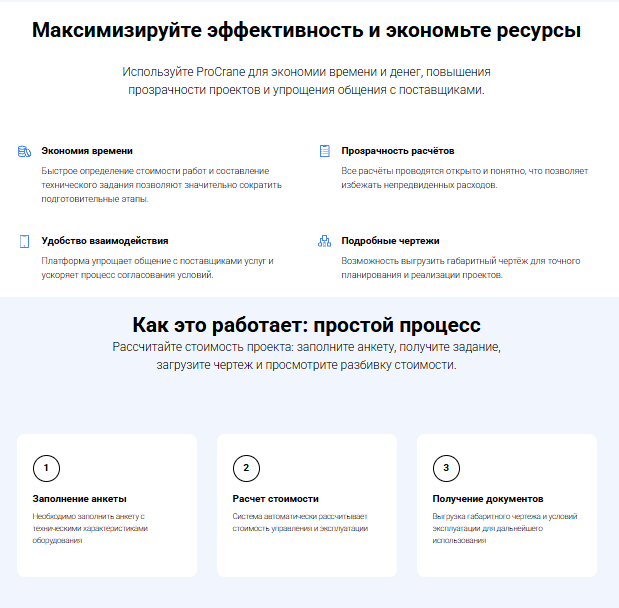 Максимизируйте эффективность и экономьте ресурсы
Используйте ProCrane для экономии времени и денег, повышения
прозрачности проектов и упрощения общения с поставщиками.
Экономия времени
Быстрое определение стоимости работ и составление
технического задания позволяют значительно сократить
подготовительные этапы.
Прозрачность расчётов
Все расчёты проводятся открыто и понятно, что позволяет
избежать непредвиденных расходов.
Удобство взаимодействия
Платформа упрощает общение с поставщиками услуг и
ускоряет процесс согласования условий.
Подробные чертежи
Возможность выгрузить габаритный чертёж для точного
планирования и реализации проектов.
Как это работает: простой процесс
Рассчитайте стоимость проекта: заполните анкету, получите задание,
загрузите чертеж и просмотрите разбивку стоимости.
1
Заполнение анкеты
Необходимо заполнить анкету с
техническими характеристиками
оборудования
2
Расчет стоимости
Система автоматически рассчитывает
стоимость управления и эксплуатации
3
Получение документов
Выгрузка габаритного чертежа и условий
эксплуатации для дальнейшего
использования